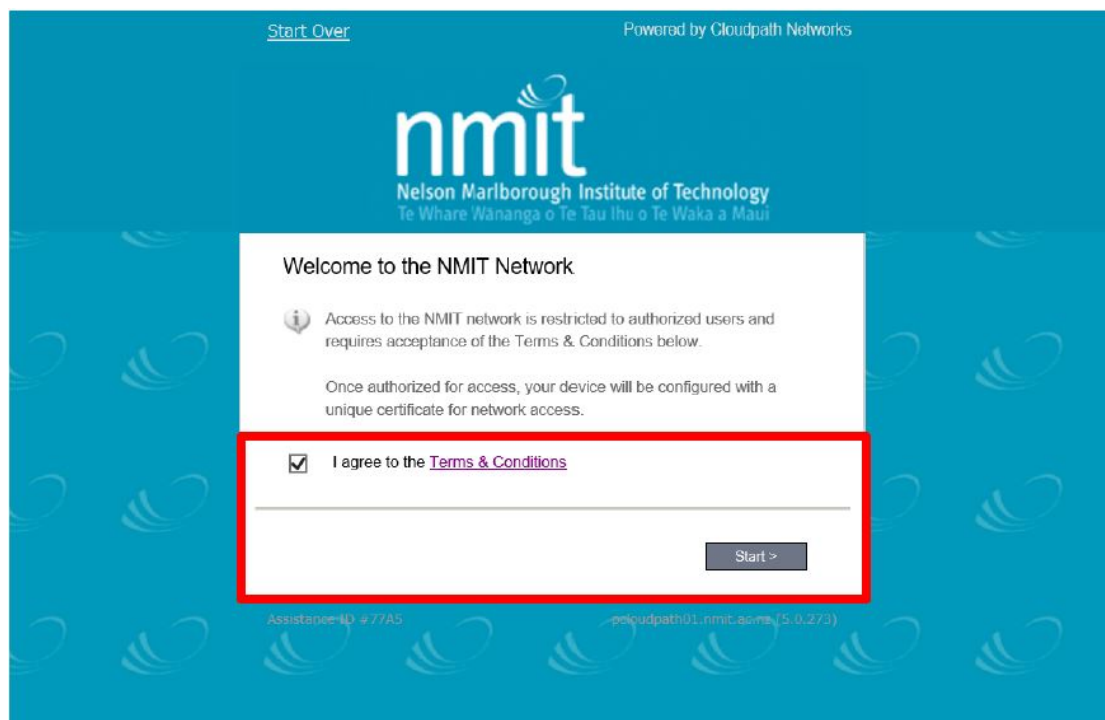 Start Over
Powered by Cloudpath Networks
nmit
Nelson Marlborough Institute of Technology
Te Whare Wānanga o Te Tau Ihu o Te Waka a Maui
Welcome to the NMIT Network
Access to the NMIT network is restricted to authorized users and
requires acceptance of the Terms & Conditions below.
Once authorized for access, your device will be configured with a
unique certificate for network access.
I agree to the Terms & Conditions
Start >
Assistance ID #77A5
pcloudpath01.nmit.ac.nz (5.0.273)